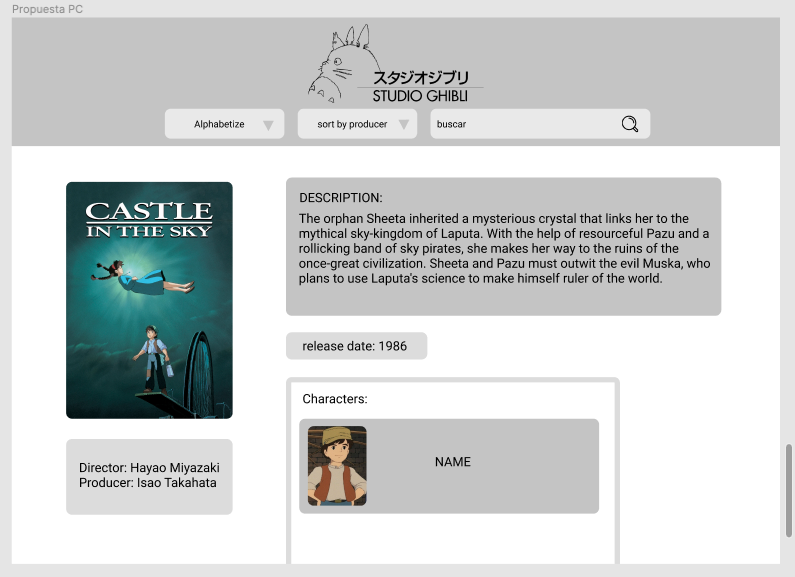 Propuesta PC
スタジオジブリ
STUDIO GHIBLI
Alphabetize
sort by producer
buscar
CASTLE
IN THE SKY
DESCRIPTION:
The orphan Sheeta inherited a mysterious crystal that links her to the
mythical sky-kingdom of Laputa. With the help of resourceful Pazu and a
rollicking band of sky pirates, she makes her way to the ruins of the
once-great civilization. Sheeta and Pazu must outwit the evil Muska, who
plans to use Laputa's science to make himself ruler of the world.
release date: 1986
Characters:
NAME
Director: Hayao Miyazaki
Producer: Isao Takahata